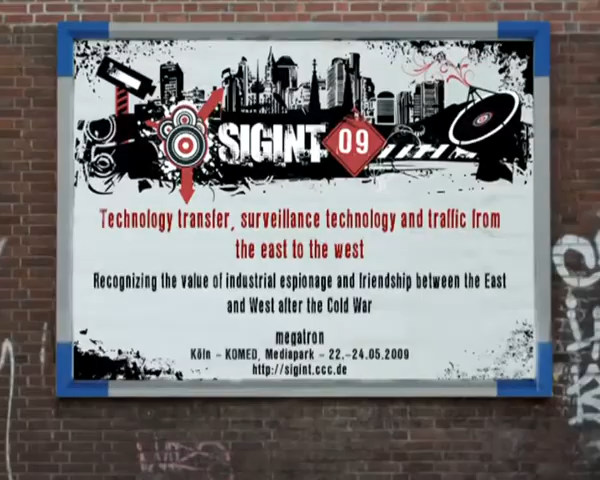 SIGINT 09
Technology transfer, surveillance technology and traffic from
the east to the west
Recognizing the value of industrial espionage and friendship between the East
and West after the Cold War
megatron
Köln - KOMED, Mediapark - 22.-24.05.2009
http://sigint.ccc.de